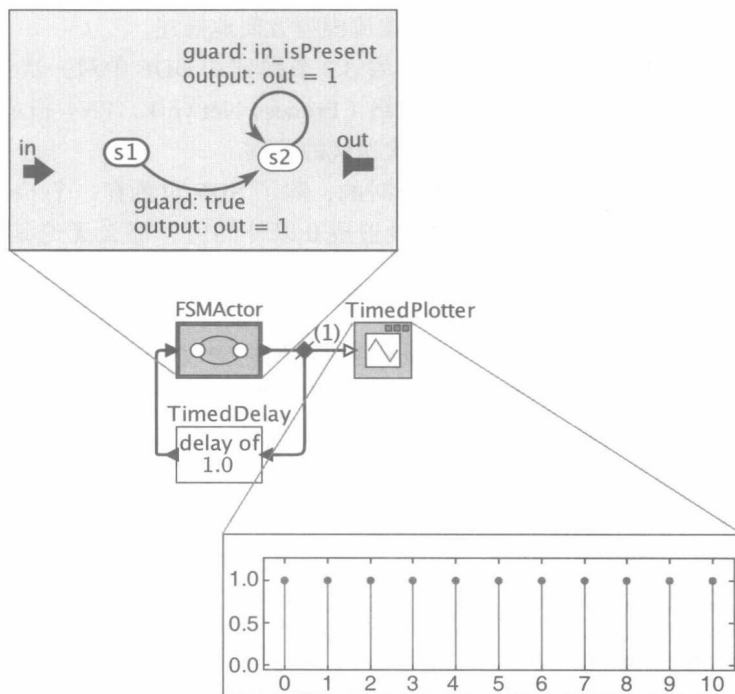 guard: in_isPresent
output: out = 1
in
s1
s2
out
guard: true
output: out = 1
FSMActor
(1)
TimedPlotter
TimedDelay
delay of
1.0
1.0
0.5
0.0
0 1 2 3 4 5 6 7 8 9 10